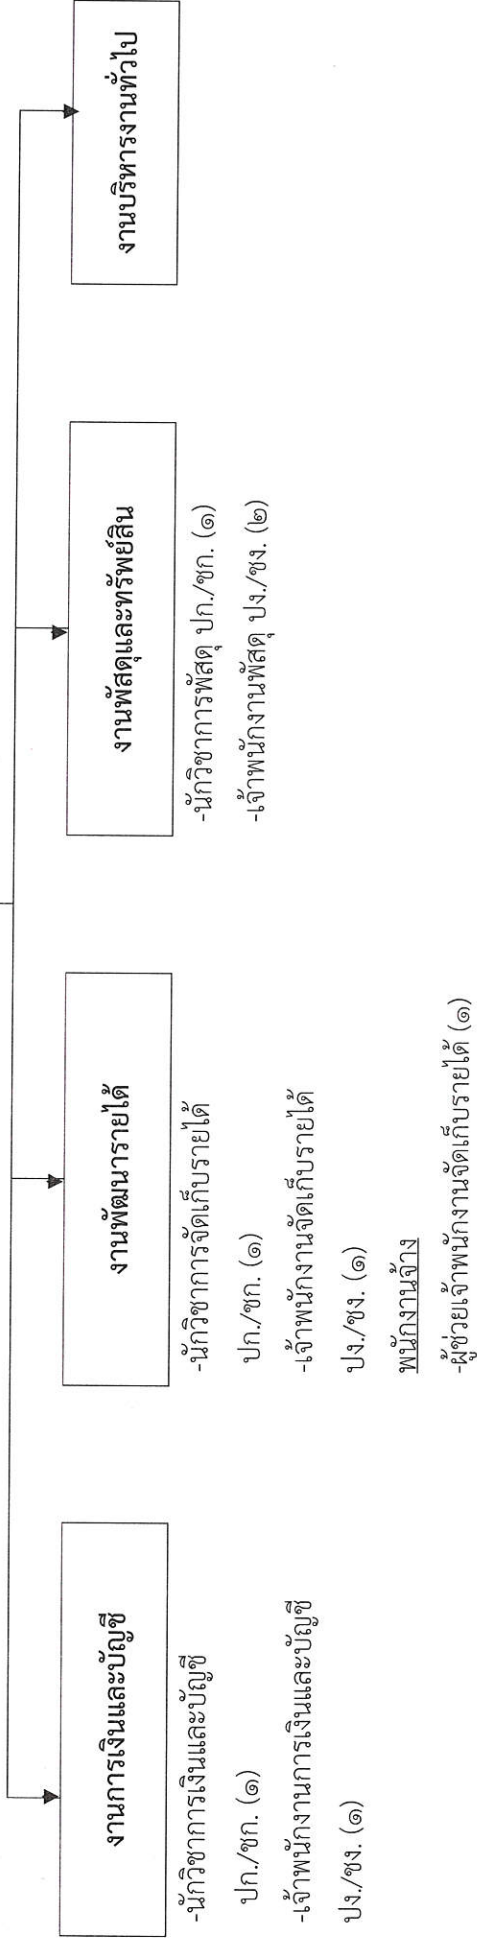 งานการเงินและบัญชี
-นักวิชาการเงินและบัญชี
ปก./ชก. (๑)
-เจ้าพนักงานการเงินและบัญชี
ปง./ชง. (๑)
งานพัฒนารายได้
-นักวิชาการจัดเก็บรายได้
ปก./ชก. (๑)
-เจ้าพนักงานจัดเก็บรายได้
ปง./ชง. (๑)
พนักงานจ้าง
-ผู้ช่วยเจ้าพนักงานจัดเก็บรายได้ (๑)
งานพัสดุและทรัพย์สิน
-นักวิชาการพัสดุ ปก./ชก. (๑)
-เจ้าพนักงานพัสดุ ปง./ชง. (๒)
งานบริหารงานทั่วไป